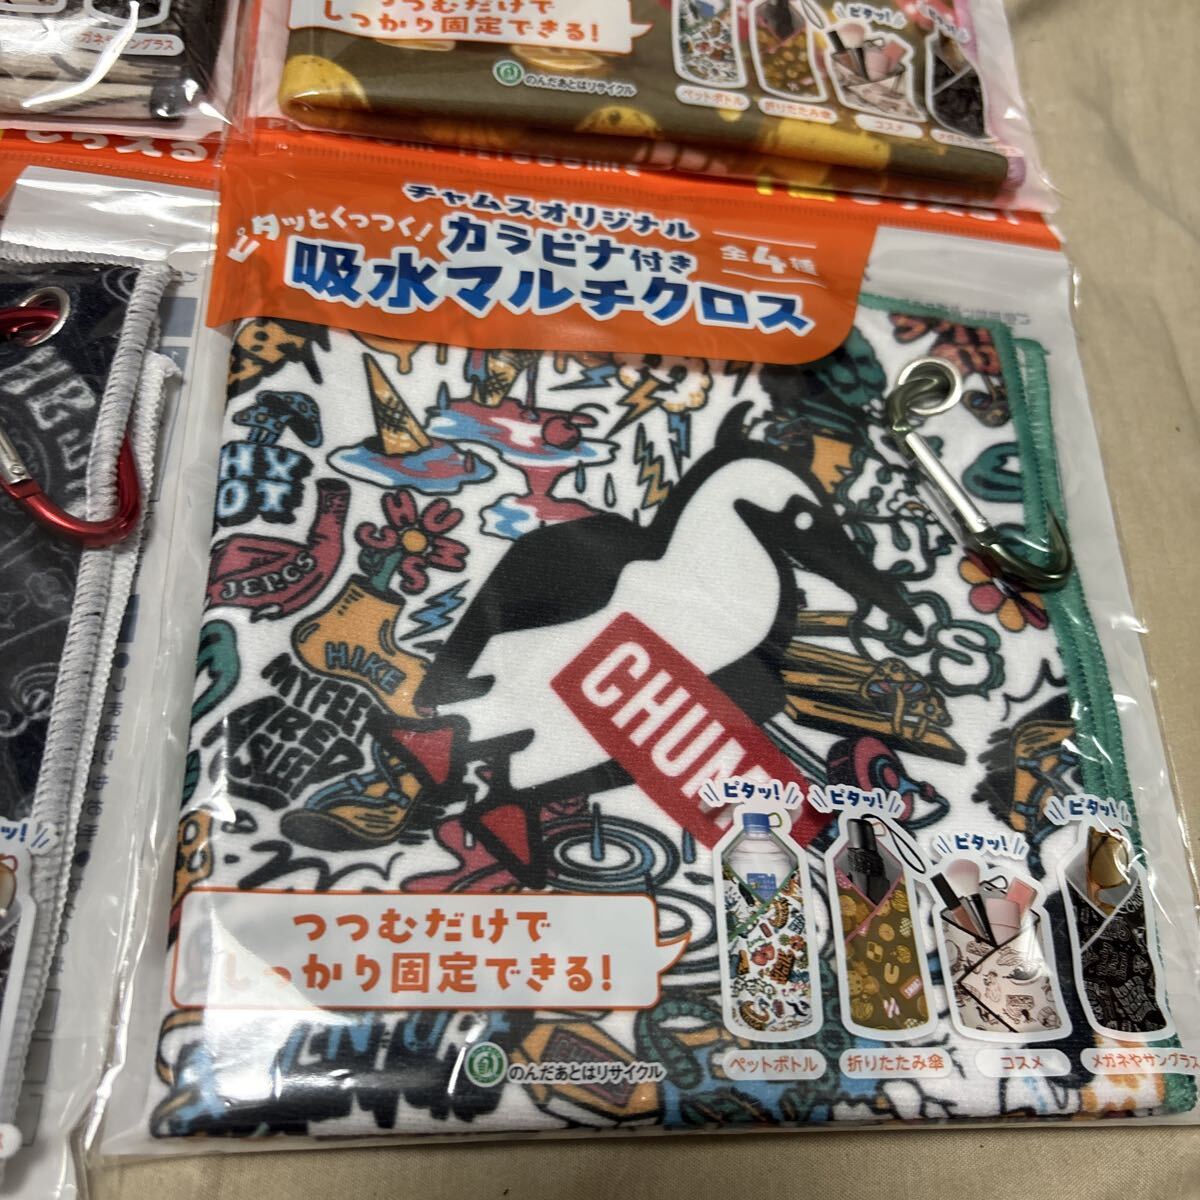 つつむだけで
しっかり固定できる!
のんだあとはリサイクル
ペットボトル
折りたたみ傘
コスメ
ピタッ!
チャムスオリジナル
ピタッとくっつく!
カラビナ付き
全4種
吸水マルチクロス
CHUMS
JERGS
HIKE
MY FEET
ARED
SLEEP
CHUM
ピタッ!
ピタッ!
ピタッ!
ピタッ!
つつむだけで
しっかり固定できる!
ペットボトル
折りたたみ傘
コスメ
メガネやサングラス
のんだあとはリサイクル